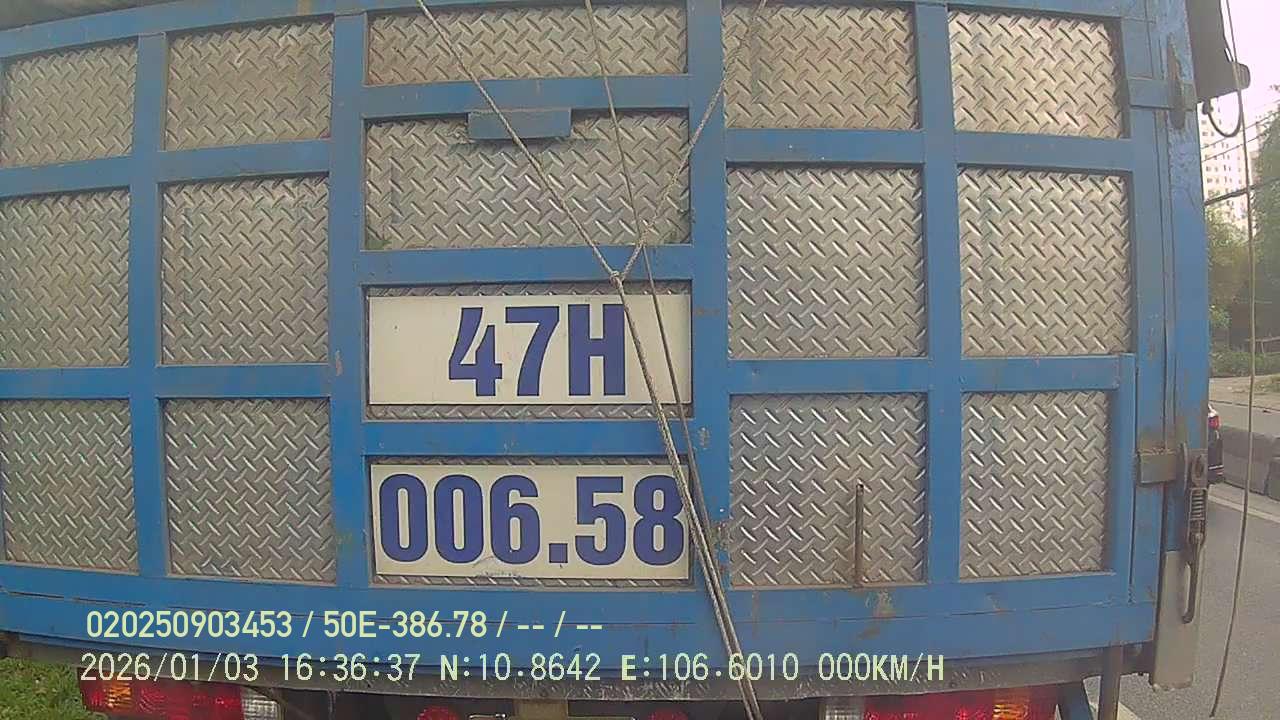 47H
006.58
020250903453 / 50E-386.78 / -- / --
2026/01/03 16:36:37 N:10.8642 E:106.6010 000KM/H